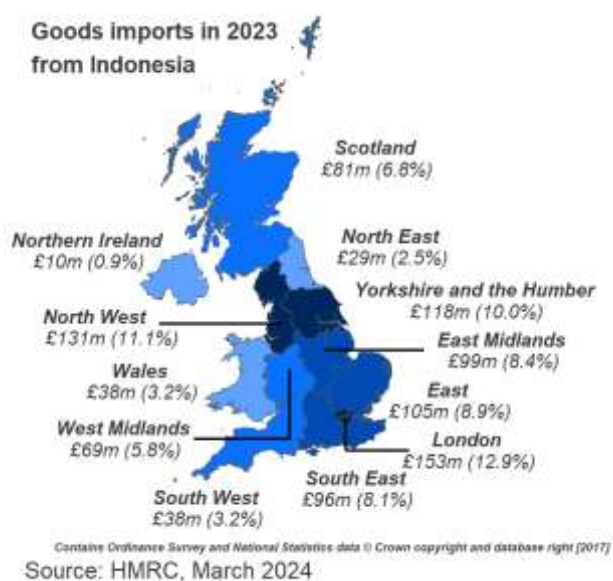 Goods imports in 2023
from Indonesia
Scotland
£81m (6.8%)
Northern Ireland
£10m (0.9%)
North East
£29m (2.5%)
Yorkshire and the Humber
£118m (10.0%)
North West
£131m (11.1%)
East Midlands
£99m (8.4%)
Wales
£38m (3.2%)
East
£105m (8.9%)
West Midlands
£69m (5.8%)
London
£153m (12.9%)
South East
£96m (8.1%)
South West
£38m (3.2%)
Contains Ordinance Survey and National Statistics data © Crown copyright and database right [2017]
Source: HMRC, March 2024